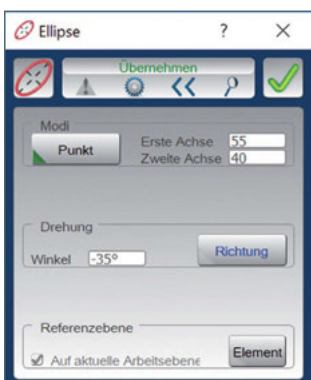 Ellipse ? ×
Übernehmen
Modi
Punkt
Erste Achse 55
Zweite Achse 40
Drehung
Winkel -35°
Richtung
Referenzebene
Auf aktuelle Arbeitsebene
Element